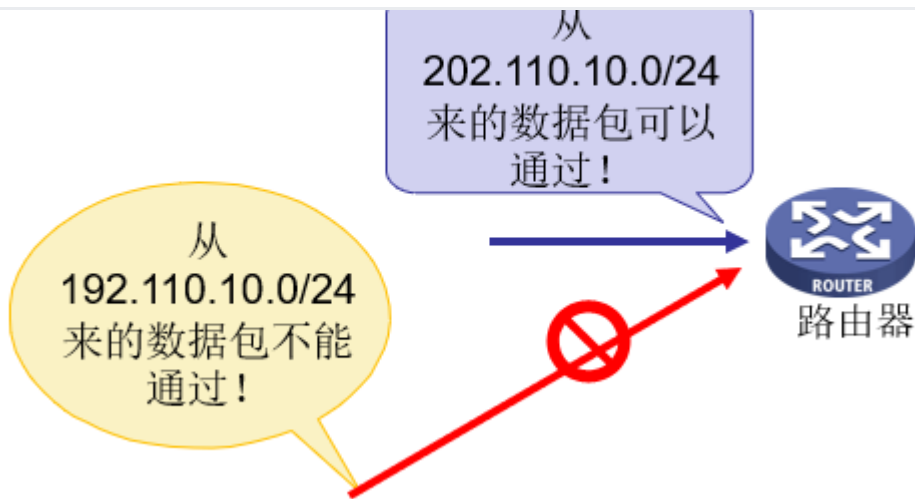 从
202.110.10.0/24
来的数据包可以
通过！
从
192.110.10.0/24
来的数据包不能
通过！
ROUTER
路由器